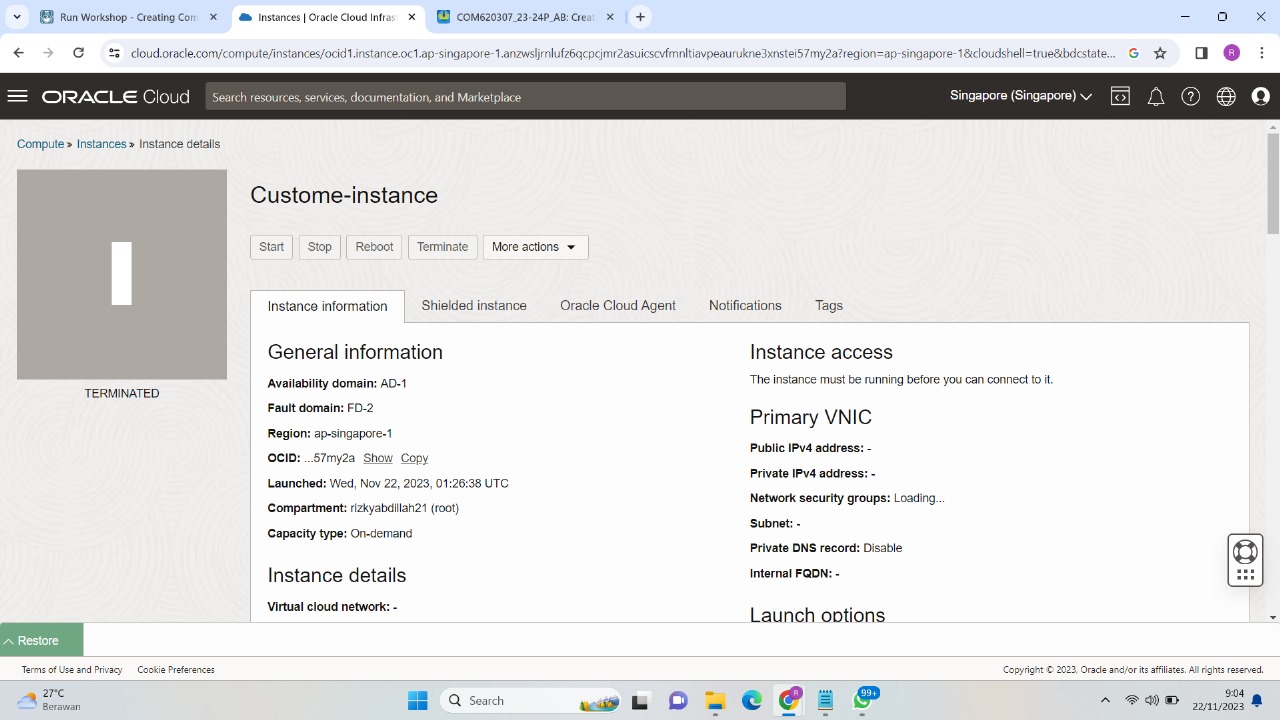 Run Workshop - Creating Com
Instances | Oracle Cloud Infras
COM620307_23-24P_AB: Creat
cloud.oracle.com/compute/instances/ocid1.instance.oc1.ap-singapore-1.anzwsljrnlufz6qcpcjmr2asuicscvfmnltiavpeaurukne3xnstei57my2a?region=ap-singapore-1&cloudshell=true&bdcstate...
R
ORACLE Cloud
Search resources, services, documentation, and Marketplace
Singapore (Singapore)
Compute » Instances » Instance details
I
TERMINATED
Custome-instance
Start Stop Reboot Terminate More actions
Instance information Shielded instance Oracle Cloud Agent Notifications Tags
General information
Availability domain: AD-1
Fault domain: FD-2
Region: ap-singapore-1
OCID: ...57my2a Show Copy
Launched: Wed, Nov 22, 2023, 01:26:38 UTC
Compartment: rizkyabdillah21 (root)
Capacity type: On-demand
Instance details
Virtual cloud network: -
Instance access
The instance must be running before you can connect to it.
Primary VNIC
Public IPv4 address: -
Private IPv4 address: -
Network security groups: Loading...
Subnet: -
Private DNS record: Disable
Internal FQDN: -
Launch options
Restore
Terms of Use and Privacy Cookie Preferences
Copyright © 2023, Oracle and/or its affiliates. All rights reserved.
27°C
Berawan
Search
R
99+
9:04
22/11/2023